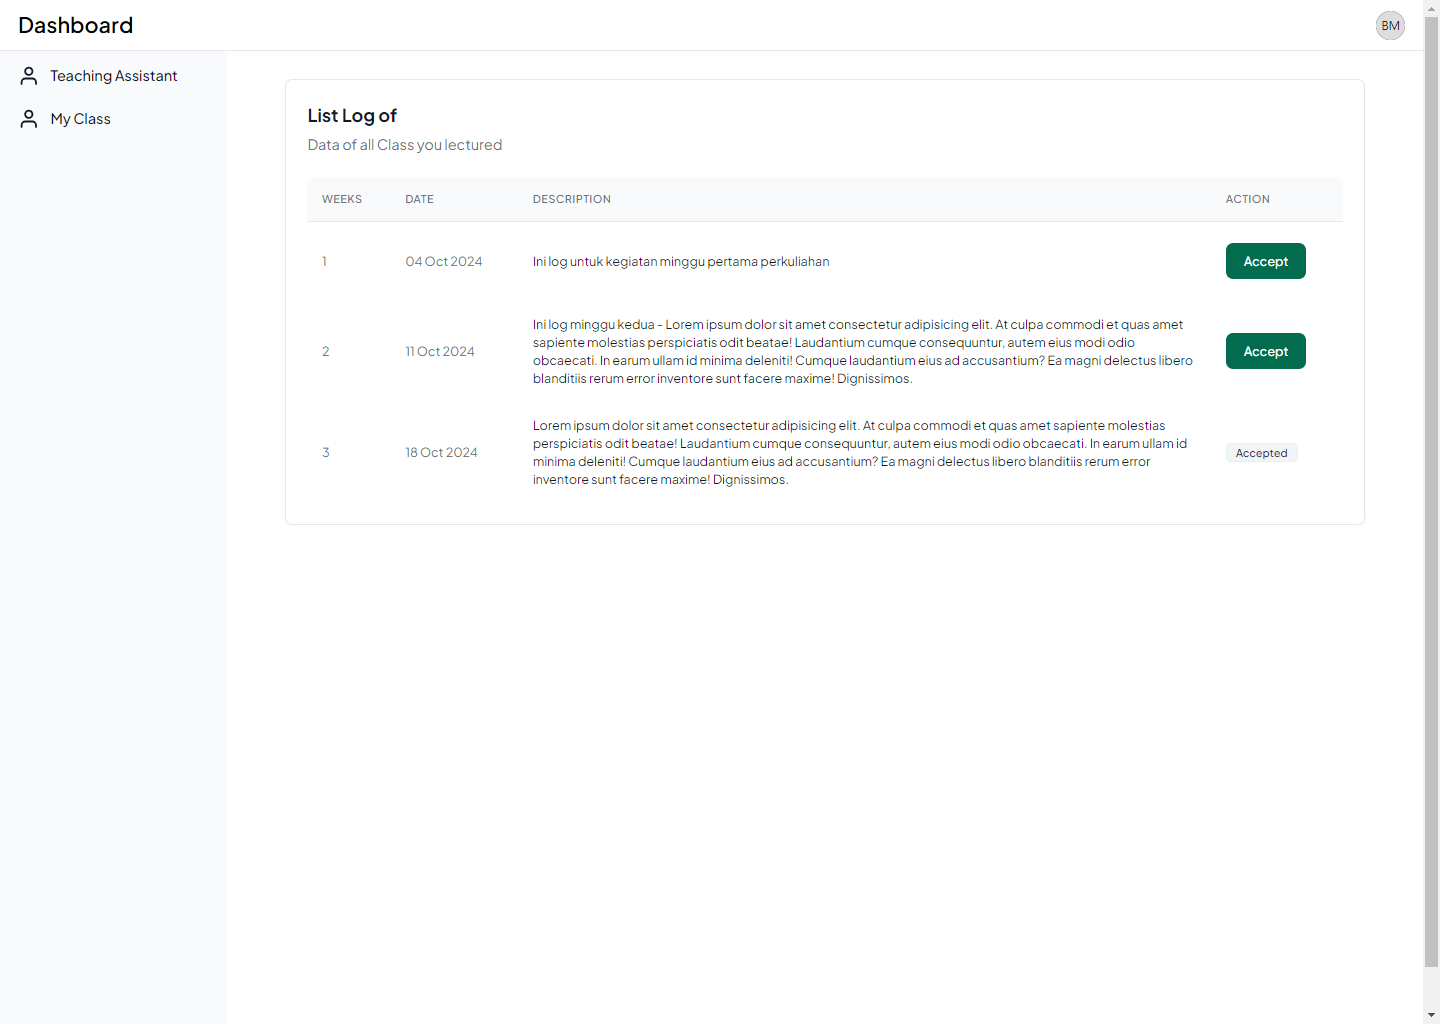 Dashboard
BM
Teaching Assistant
My Class
List Log of
Data of all Class you lectured
WEEKS DATE DESCRIPTION ACTION
1 04 Oct 2024 Ini log untuk kegiatan minggu pertama perkuliahan Accept
Ini log minggu kedua - Lorem ipsum dolor sit amet consectetur adipisicing elit. At culpa commodi et quas amet
sapiente molestias perspiciatis odit beatae! Laudantium cumque consequuntur, autem eius modi odio
2 11 Oct 2024 Accept
obcaecati. In earum ullam id minima deleniti! Cumque laudantium eius ad accusantium? Ea magni delectus libero
blanditiis rerum error inventore sunt facere maxime! Dignissimos.
Lorem ipsum dolor sit amet consectetur adipisicing elit. At culpa commodi et quas amet sapiente molestias
perspiciatis odit beatae! Laudantium cumque consequuntur, autem eius modi odio obcaecati. In earum ullam id
3 18 Oct 2024 Accepted
minima deleniti! Cumque laudantium eius ad accusantium? Ea magni delectus libero blanditiis rerum error
inventore sunt facere maxime! Dignissimos.